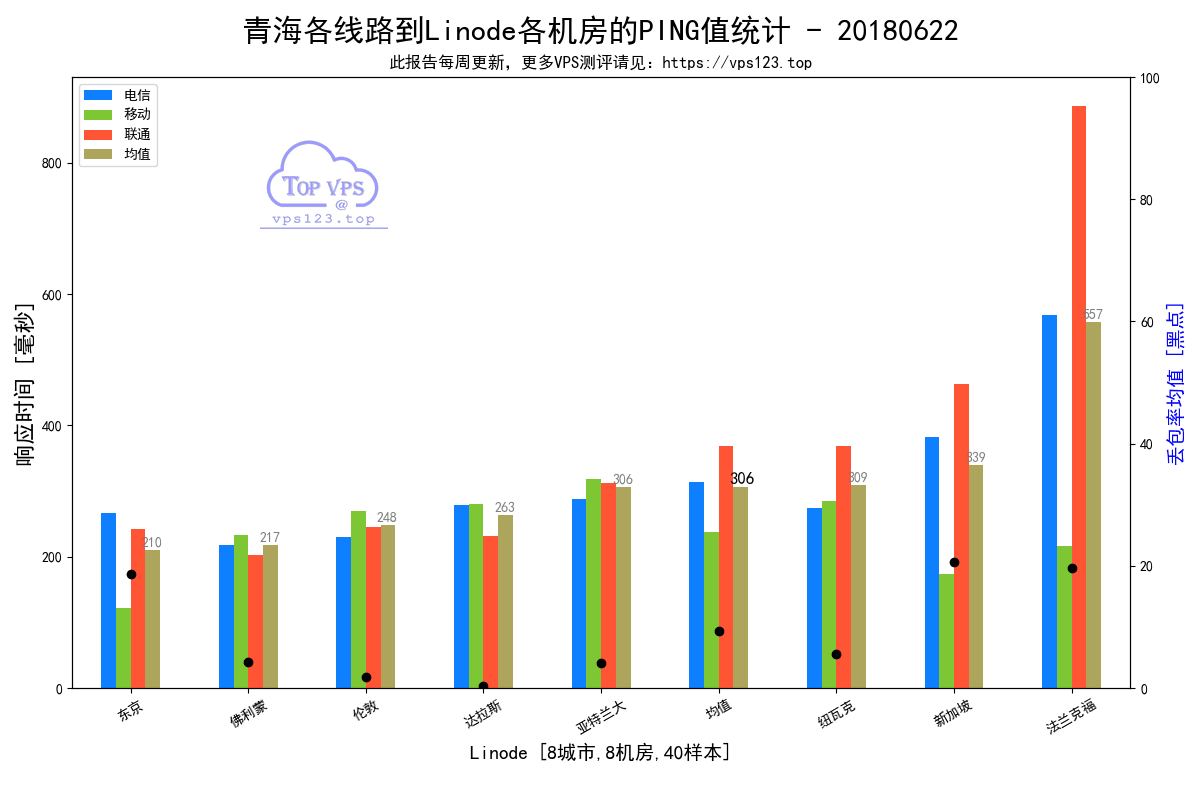 青海各线路到Linode各机房的PING值统计 - 20180622
此报告每周更新，更多VPS测评请见：https://vps123.top
电信
移动
联通
均值
TOP VPS
@
vps123.top
响应时间 [毫秒]
800
600
400
200
0
100
80
60
40
20
0
丢包率均值 [黑点]
210
217
248
263
306
306
309
339
557
东京
佛利蒙
伦敦
达拉斯
亚特兰大
均值
纽瓦克
新加坡
法兰克福
Linode [8城市,8机房,40样本]